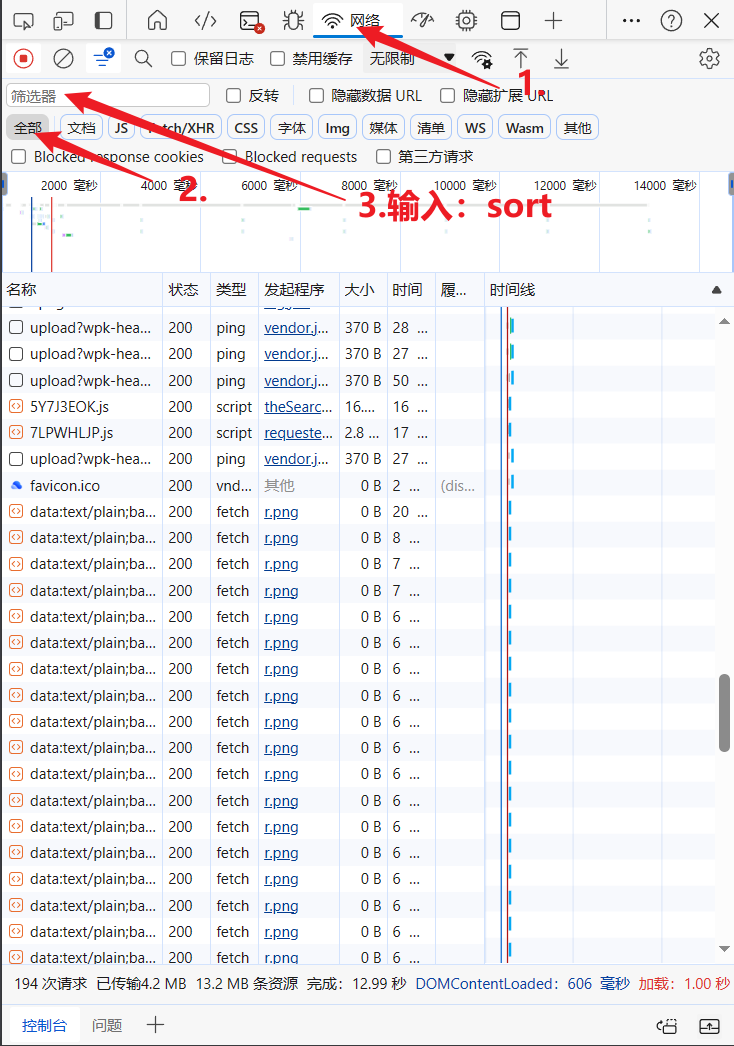 网络
保留日志 禁用缓存 无限制
1.
筛选器 反转 隐藏数据 URL 隐藏扩展 URL
全部 文档 JS Fetch/XHR CSS 字体 Img 媒体 清单 WS Wasm 其他
Blocked response cookies Blocked requests 第三方请求
2000 毫秒 4000 毫秒 6000 毫秒 8000 毫秒 10000 毫秒 12000 毫秒 14000 毫秒
2.
3.输入：sort
名称 状态 类型 发起程序 大小 时间 履... 时间线
upload?wpk-hea... 200 ping vendor.j... 370 B 28 ...
upload?wpk-hea... 200 ping vendor.j... 370 B 27 ...
upload?wpk-hea... 200 ping vendor.j... 370 B 50 ...
5Y7J3EOK.js 200 script theSearc... 16.... 16 ...
7LPWHLJP.js 200 script requeste... 2.8 ... 17 ...
upload?wpk-hea... 200 ping vendor.j... 370 B 27 ...
favicon.ico 200 vnd... 其他 0 B 2 ... (dis...
data:text/plain;ba... 200 fetch r.png 0 B 20 ...
data:text/plain;ba... 200 fetch r.png 0 B 8 ...
data:text/plain;ba... 200 fetch r.png 0 B 7 ...
data:text/plain;ba... 200 fetch r.png 0 B 7 ...
data:text/plain;ba... 200 fetch r.png 0 B 6 ...
data:text/plain;ba... 200 fetch r.png 0 B 6 ...
data:text/plain;ba... 200 fetch r.png 0 B 6 ...
data:text/plain;ba... 200 fetch r.png 0 B 6 ...
data:text/plain;ba... 200 fetch r.png 0 B 6 ...
data:text/plain;ba... 200 fetch r.png 0 B 6 ...
data:text/plain;ba... 200 fetch r.png 0 B 6 ...
data:text/plain;ba... 200 fetch r.png 0 B 6 ...
data:text/plain;ba... 200 fetch r.png 0 B 6 ...
data:text/plain;ba... 200 fetch r.png 0 B 6 ...
data:text/plain;ba... 200 fetch r.png 0 B 6 ...
data:text/plain;ba... 200 fetch r.png 0 B 6 ...
data:text/plain;ba... 200 fetch r.png 0 B 6 ...
data:text/plain;ba... 200 fetch r.png 0 B 6 ...
194 次请求 已传输4.2 MB 13.2 MB 条资源 完成：12.99 秒 DOMContentLoaded：606 毫秒 加载：1.00 秒
控制台 问题